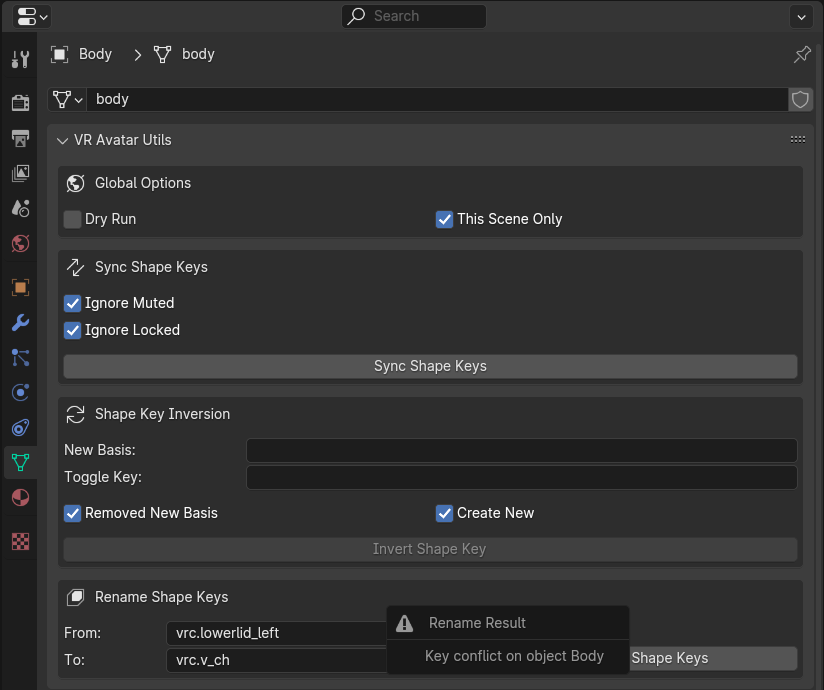 Search
Body
body
body
VR Avatar Utils
Global Options
Dry Run
This Scene Only
Sync Shape Keys
Ignore Muted
Ignore Locked
Sync Shape Keys
Shape Key Inversion
New Basis:
Toggle Key:
Removed New Basis
Create New
Invert Shape Key
Rename Shape Keys
From:
vrc.lowerlid_left
To:
vrc.v_ch
Rename Result
Key conflict on object Body
Shape Keys